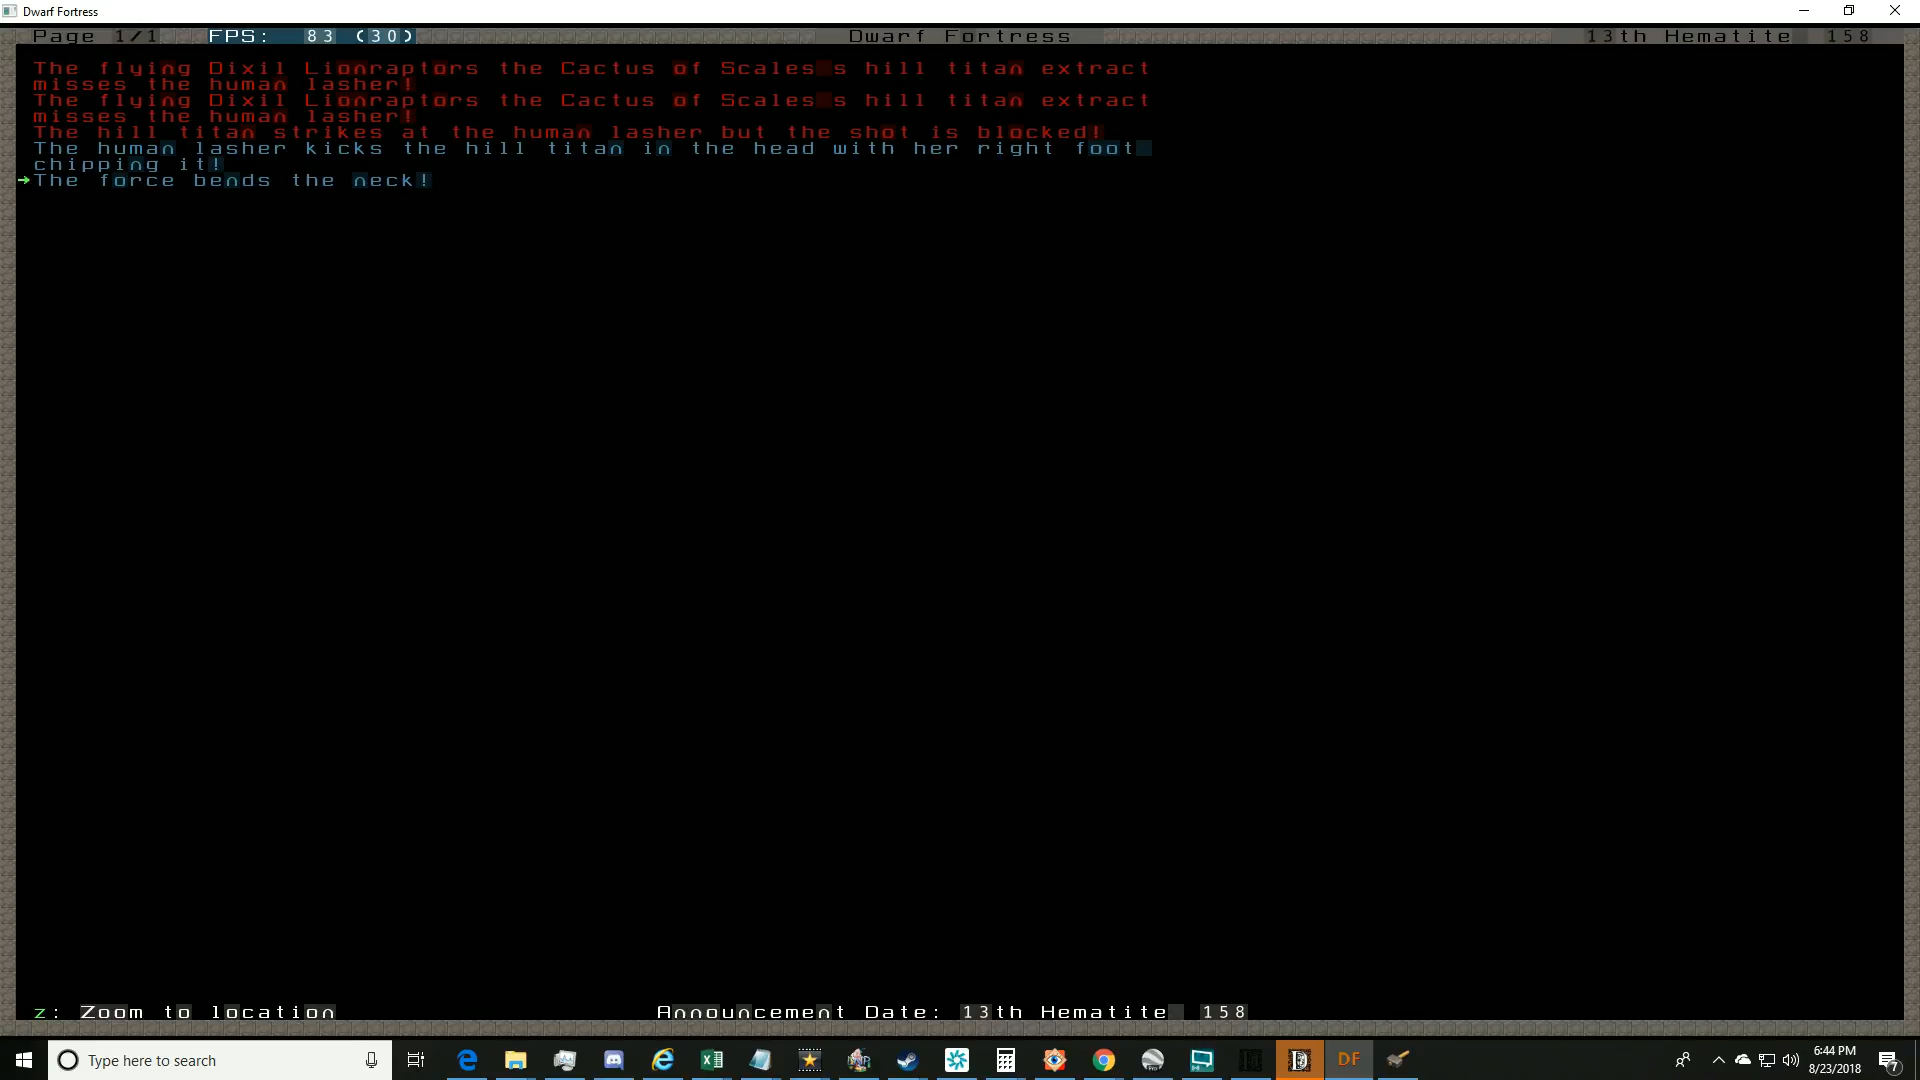 Dwarf Fortress
Page 1/1 FPS: 83 (30) Dwarf Fortress 13th Hematite 158
The flying Dixil Lionraptors the Cactus of Scales s hill titan extract
misses the human lasher!
The flying Dixil Lionraptors the Cactus of Scales s hill titan extract
misses the human lasher!
The hill titan strikes at the human lasher but the shot is blocked!
The human lasher kicks the hill titan in the head with her right foot
chipping it!
The force bends the neck!
z: Zoom to location Announcement Date: 13th Hematite 158
Type here to search
DF
6:44 PM
8/23/2018
7